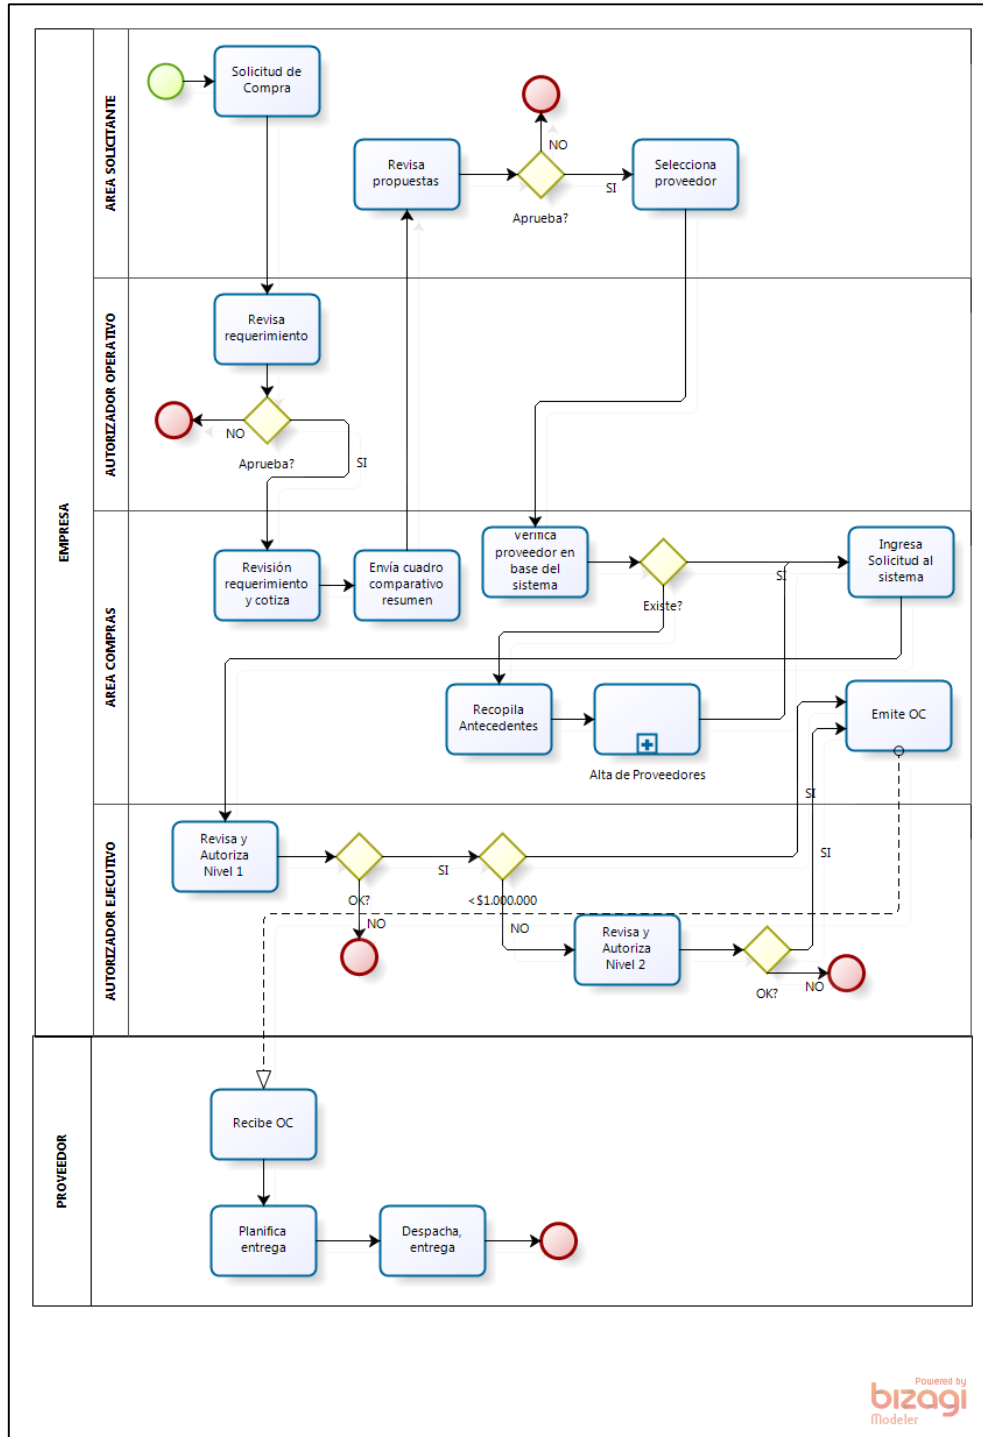 EMPRESA
AREA SOLICITANTE
Solicitud de
Compra
Revisa
propuestas
NO
SI
Aprueba?
Selecciona
proveedor
AUTORIZADOR OPERATIVO
Revisa
requerimiento
NO
Aprueba?
SI
AREA COMPRAS
Revisión
requerimiento
y cotiza
Envía cuadro
comparativo
resumen
Verifica
proveedor en
base del
sistema
Existe?
SI
Ingresa
Solicitud al
sistema
Recopila
Antecedentes
Alta de Proveedores
Emite OC
SI
AUTORIZADOR EJECUTIVO
Revisa y
Autoriza
Nivel 1
OK?
SI
NO
<$1.000.000
NO
SI
Revisa y
Autoriza
Nivel 2
OK?
NO
PROVEEDOR
Recibe OC
Planifica
entrega
Despacha,
entrega
Powered by
bizagi
Modeler